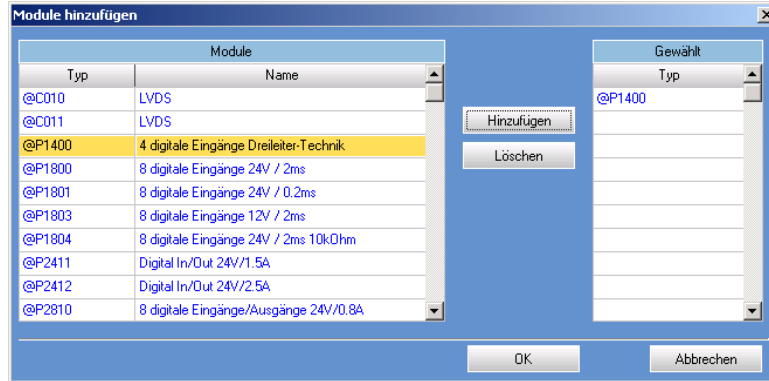 Module hinzufügen
Module
Typ Name
@C010 LVDS
@C011 LVDS
@P1400 4 digitale Eingänge Dreileiter-Technik
@P1800 8 digitale Eingänge 24V / 2ms
@P1801 8 digitale Eingänge 24V / 0.2ms
@P1803 8 digitale Eingänge 12V / 2ms
@P1804 8 digitale Eingänge 24V / 2ms 10kOhm
@P2411 Digital In/Out 24V/1.5A
@P2412 Digital In/Out 24V/2.5A
@P2810 8 digitale Eingänge/Ausgänge 24V/0.8A
Hinzufügen
Löschen
Gewählt
Typ
@P1400
OK Abbrechen